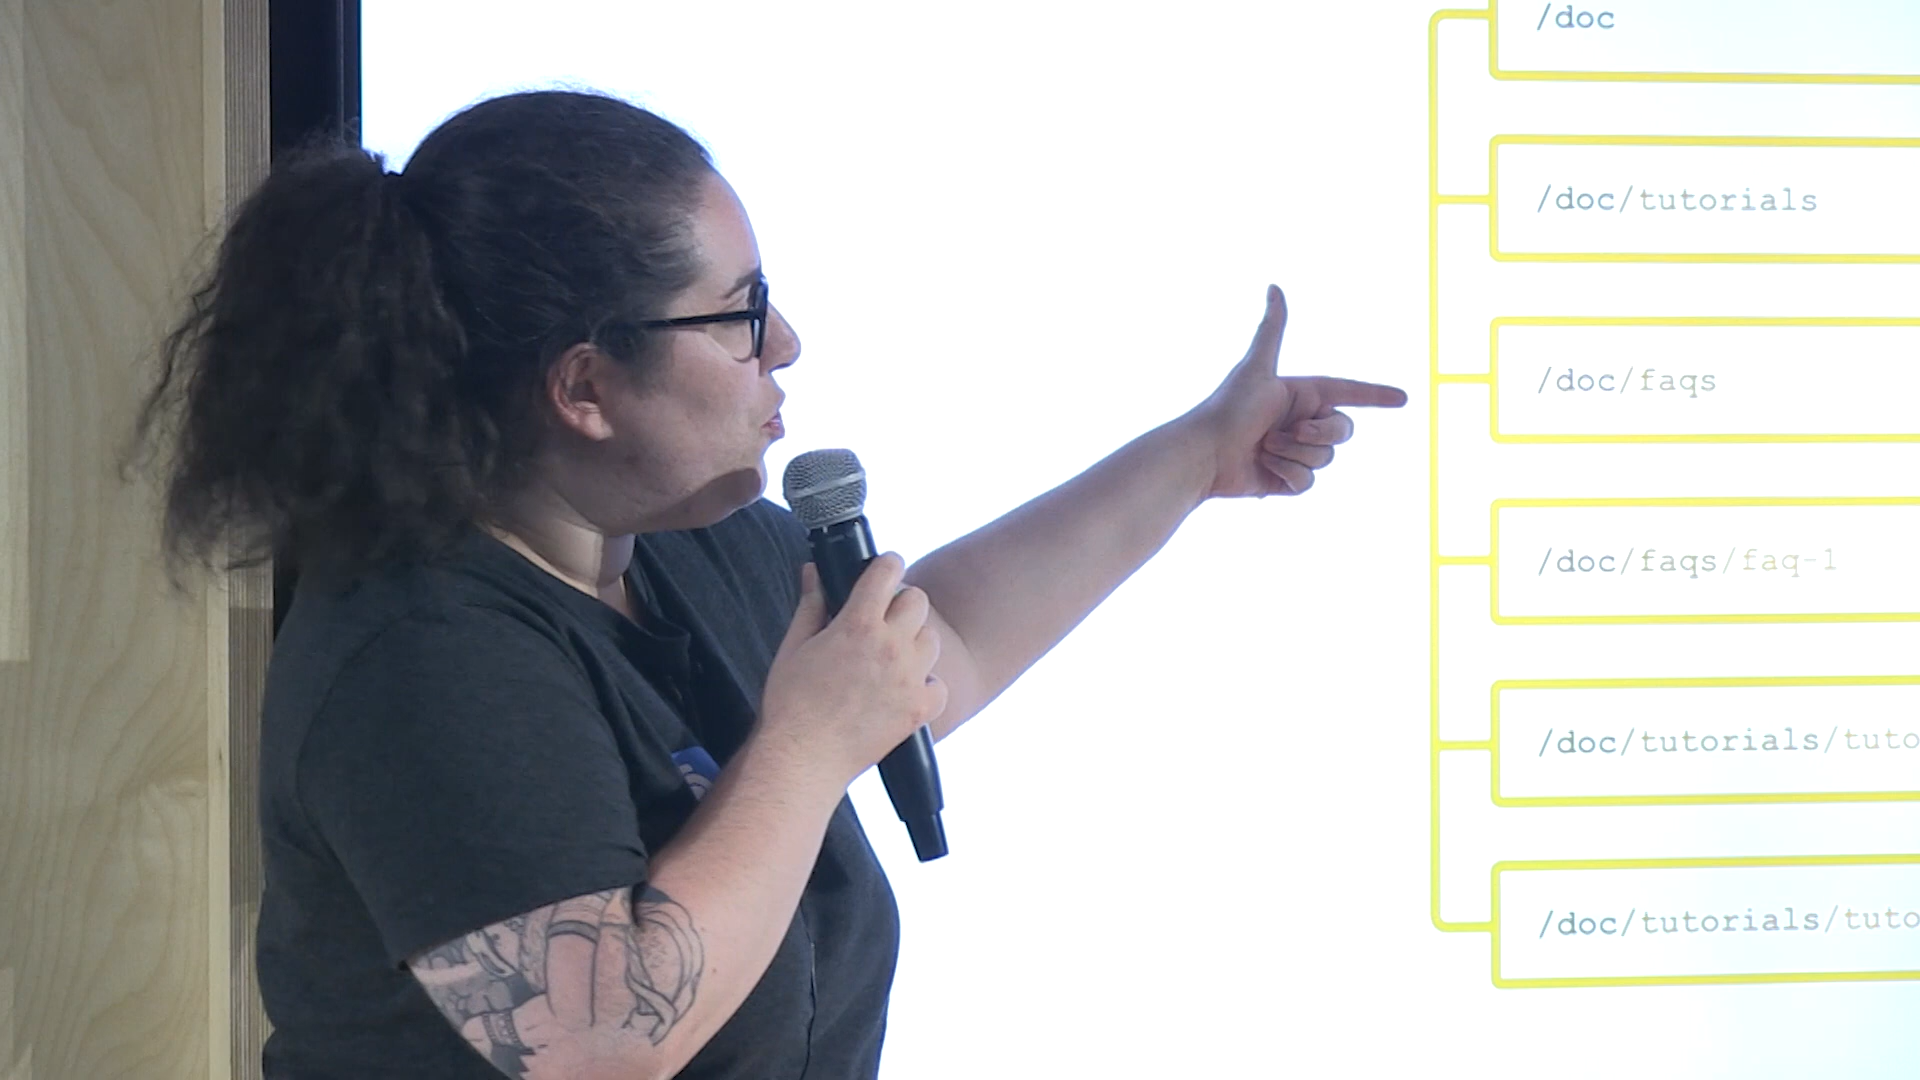 /doc
/doc/tutorials
/doc/faqs
/doc/faqs/faq-1
/doc/tutorials/tuto
/doc/tutorials/tuto